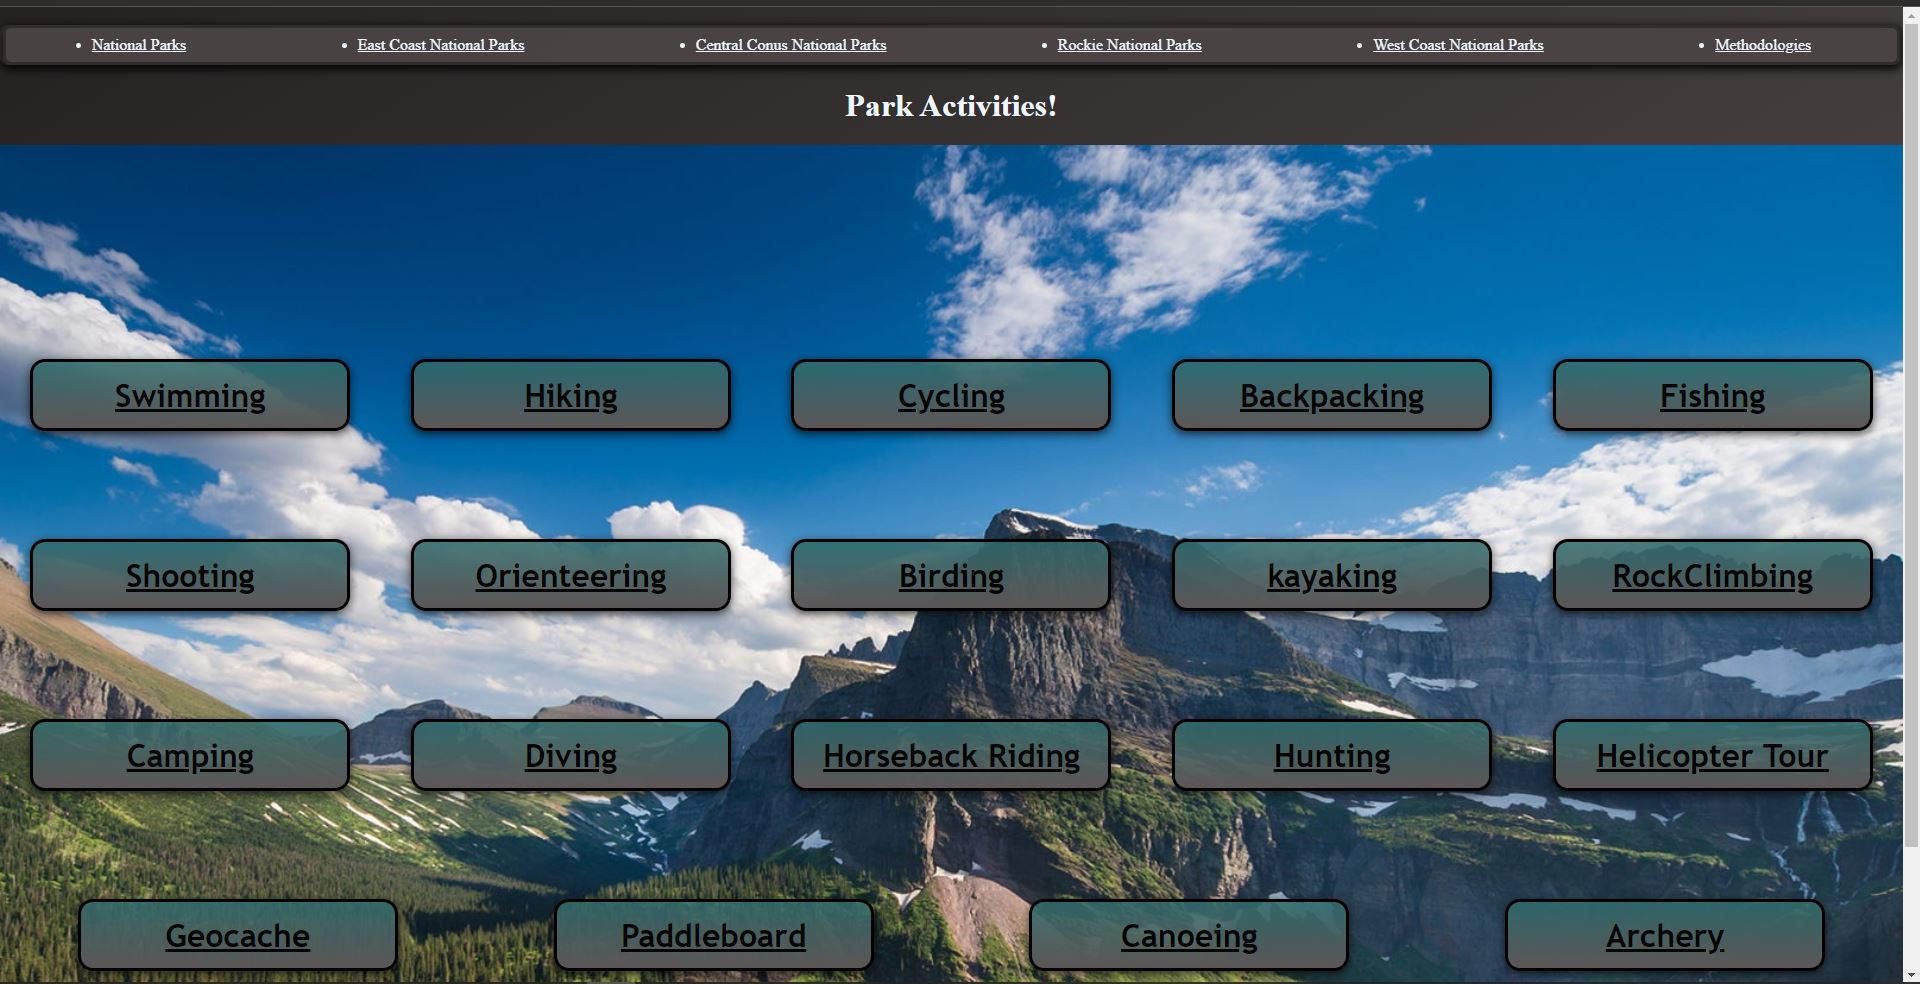 National Parks East Coast National Parks Central Conus National Parks Rockie National Parks West Coast National Parks Methodologies
Park Activities!
Swimming Hiking Cycling Backpacking Fishing
Shooting Orienteering Birding kayaking RockClimbing
Camping Diving Horseback Riding Hunting Helicopter Tour
Geocache Paddleboard Canoeing Archery